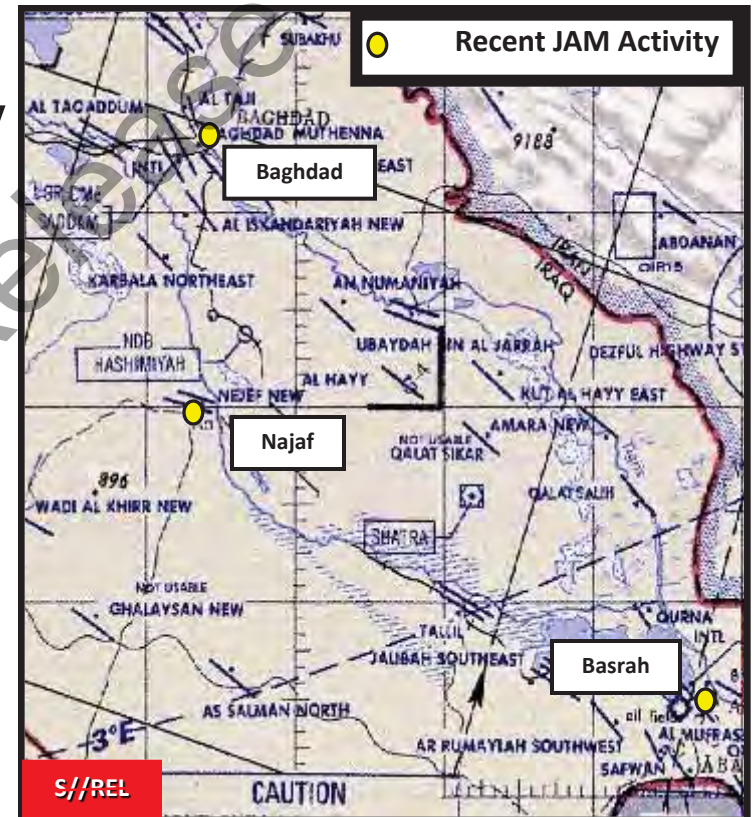 Recent JAM Activity
SUBAKHU
AL TAJI
AL TAQADDUM
BAGHDAD
BAGHDAD MUTHENNA
9188
Baghdad
EAST
SADDAM
AL ISKANDARIYAH NEW
ABDANAN
IRAN
IRAQ
KARBALA NORTHEAST
AN NUMANIYAH
NDB
HASHIMIYAH
UBAYDAH BIN AL JARRAH
DEZFUL HIGHWAY
AL HAYY
KUT AL HAYY EAST
NEJEF NEW
AMARA NEW
Najaf
NOT USABLE
QALAT SIKAR
896
QALAT SALIH
WADI AL KHIRR NEW
SHATRA
NOT USABLE
GHALAYSAN NEW
QURNA
TALLIL
INTL
JALIBAH SOUTHEAST
Basrah
AS SALMAN NORTH
oil field
3°E
AR RUMAYLAH SOUTHWEST
SAFWAN
S//REL
CAUTION